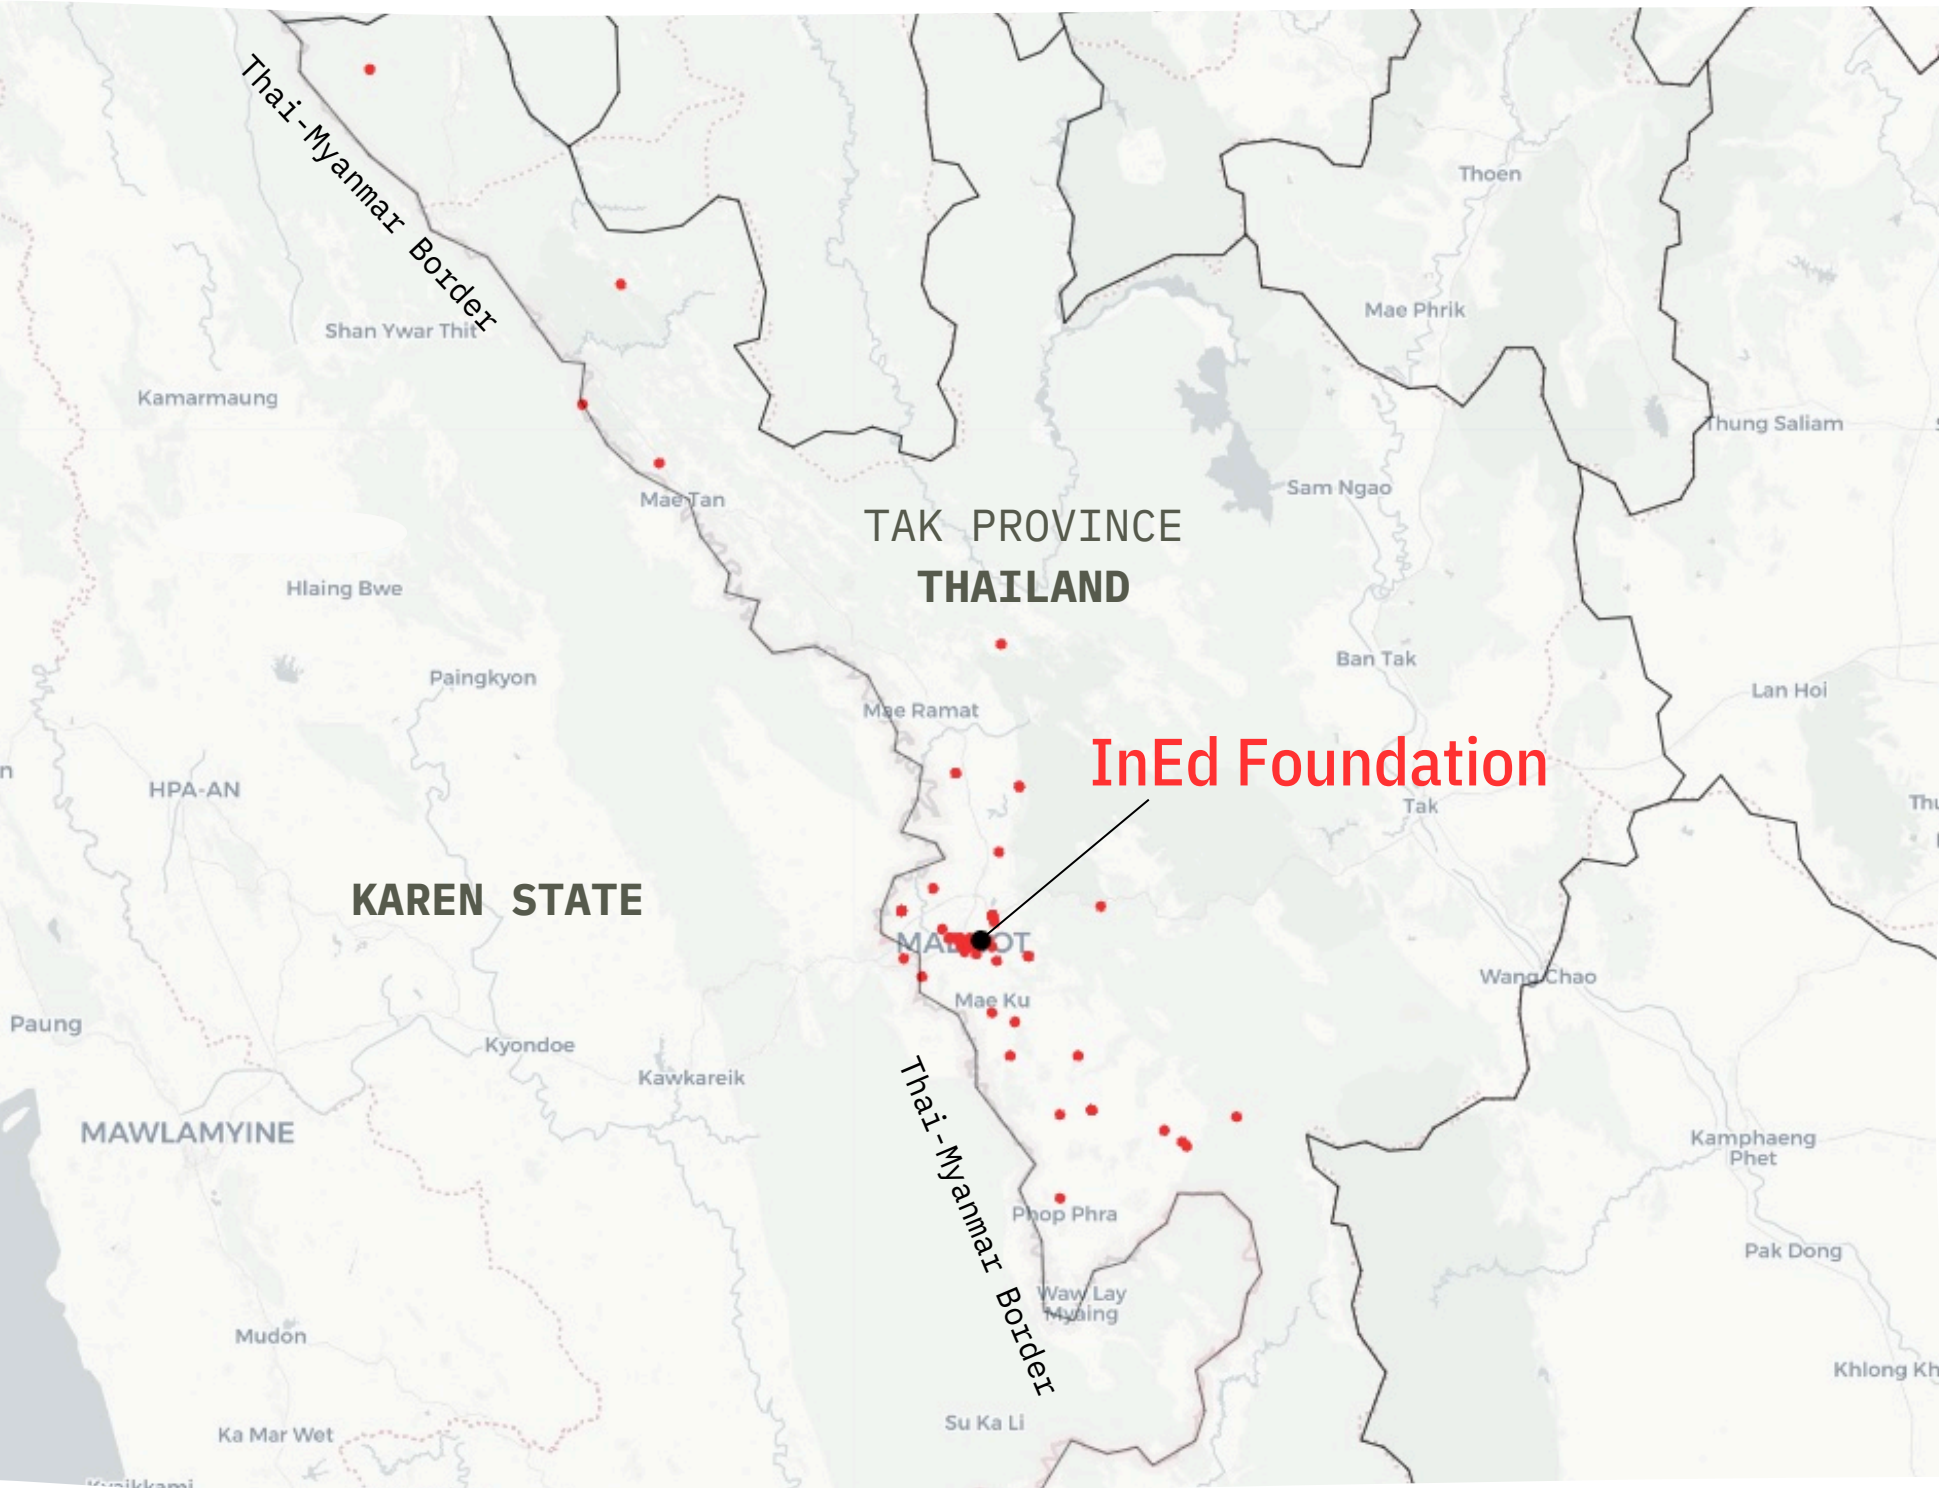 Thai-Myanmar Border
Thoen
Mae Phrik
Shan Ywar Thit
Kamarmaung
Thung Saliam
Sam Ngao
Mae Tan
TAK PROVINCE
THAILAND
Hlaing Bwe
Ban Tak
Paingkyon
Lan Hoi
Mae Ramat
InEd Foundation
HPA-AN
Tak
KAREN STATE
Wang Chao
Mae Ku
Paung
Kyondoe
Kawkareik
Thai-Myanmar Border
MAWLAMYINE
Kamphaeng
Phet
Phop Phra
Pak Dong
Waw Lay
Myaing
Mudon
Khlong Kh
Su Ka Li
Ka Mar Wet